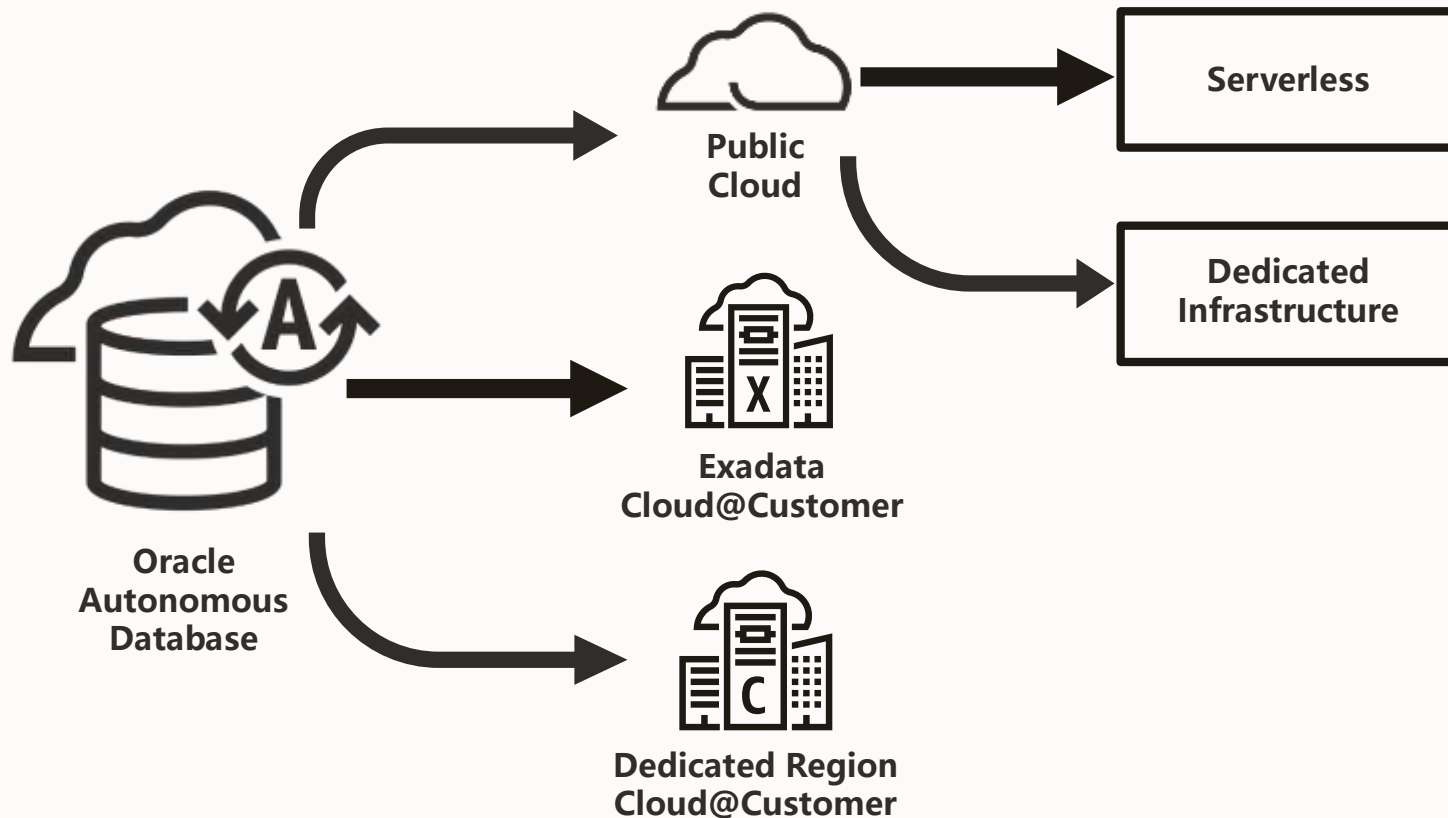 Serverless
Public
Cloud
Dedicated
Infrastructure
A
X
Exadata
Cloud@Customer
Oracle
Autonomous
Database
C
Dedicated Region
Cloud@Customer